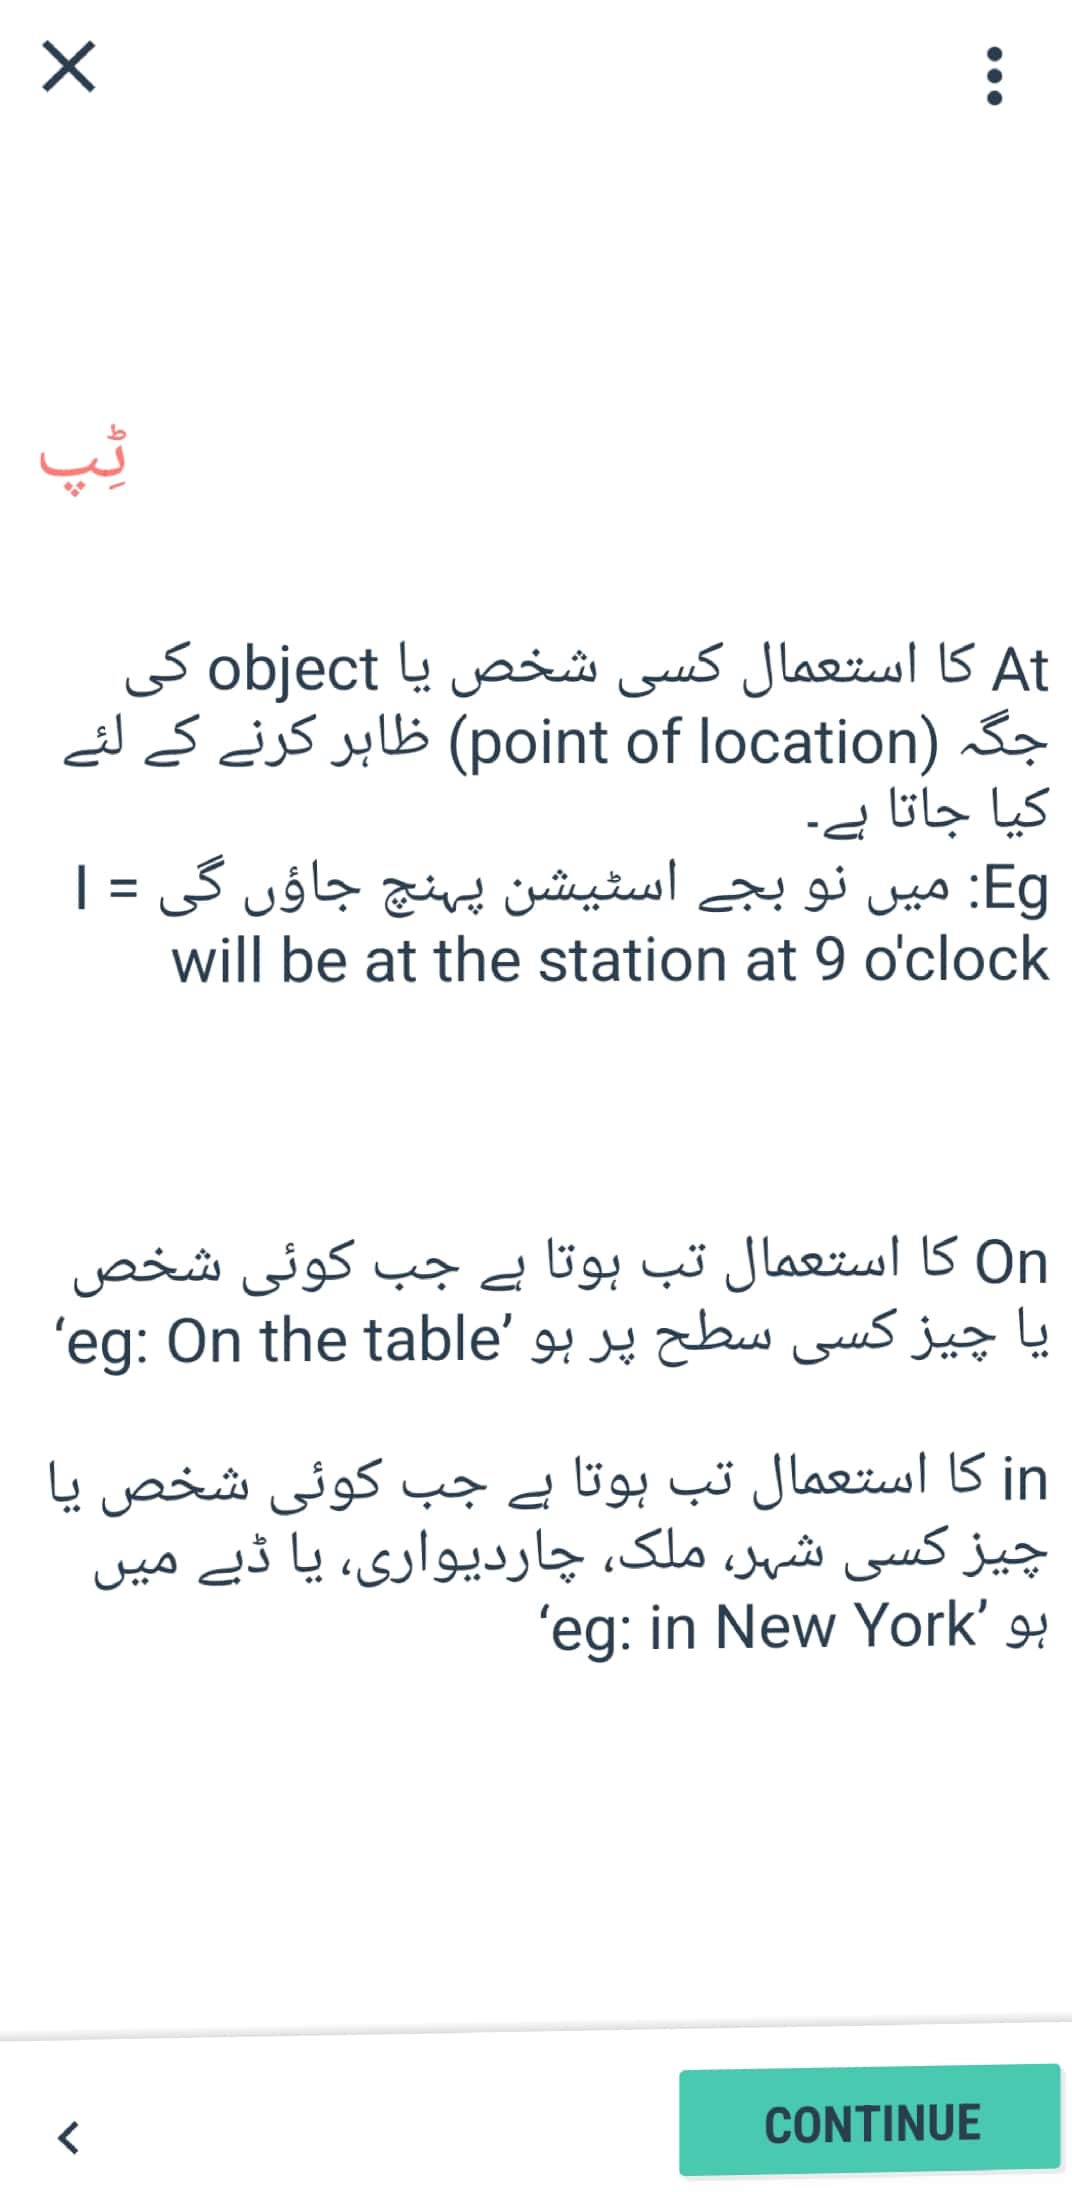 ٹِپ
At کا استعمال کسی شخص یا object کی
جگہ (point of location) ظاہر کرنے کے لئے
کیا جاتا ہے۔
Eg: میں نو بجے اسٹیشن پہنچ جاؤں گی = I
will be at the station at 9 o'clock
On کا استعمال تب ہوتا ہے جب کوئی شخص
یا چیز کسی سطح پر ہو ’eg: On the table‘
in کا استعمال تب ہوتا ہے جب کوئی شخص یا
چیز کسی شہر، ملک، چاردیواری، یا ڈبے میں
ہو ’eg: in New York‘
CONTINUE